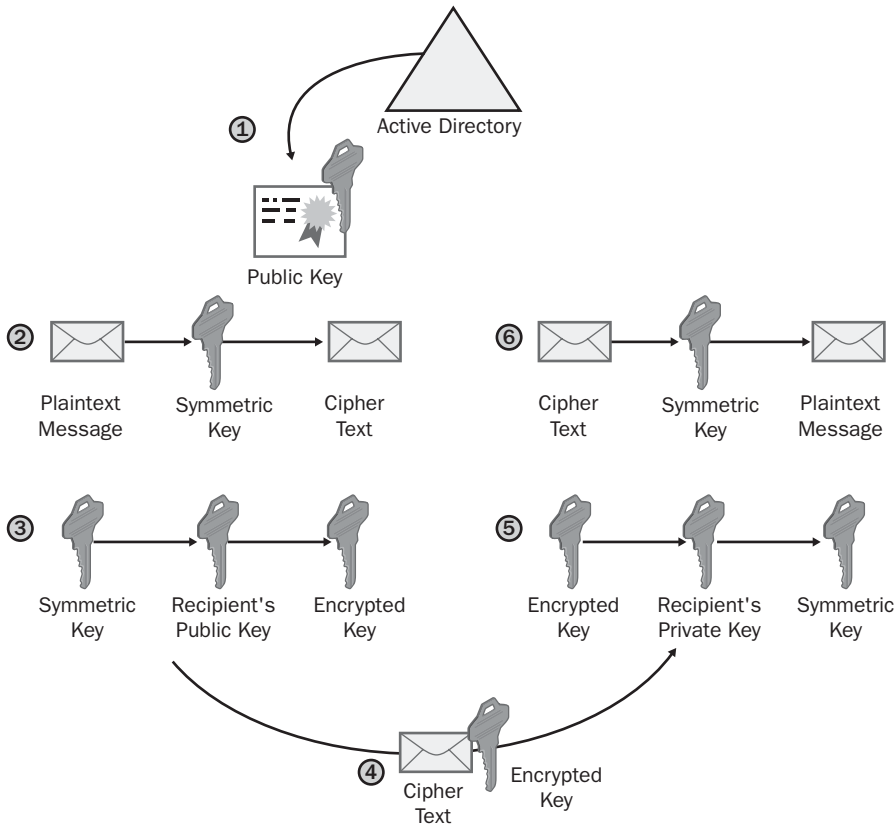 1
Active Directory
Public Key
2
Plaintext
Message
Symmetric
Key
Cipher
Text
6
Cipher
Text
Symmetric
Key
Plaintext
Message
3
Symmetric
Key
Recipient's
Public Key
Encrypted
Key
5
Encrypted
Key
Recipient's
Private Key
Symmetric
Key
4
Cipher
Text
Encrypted
Key